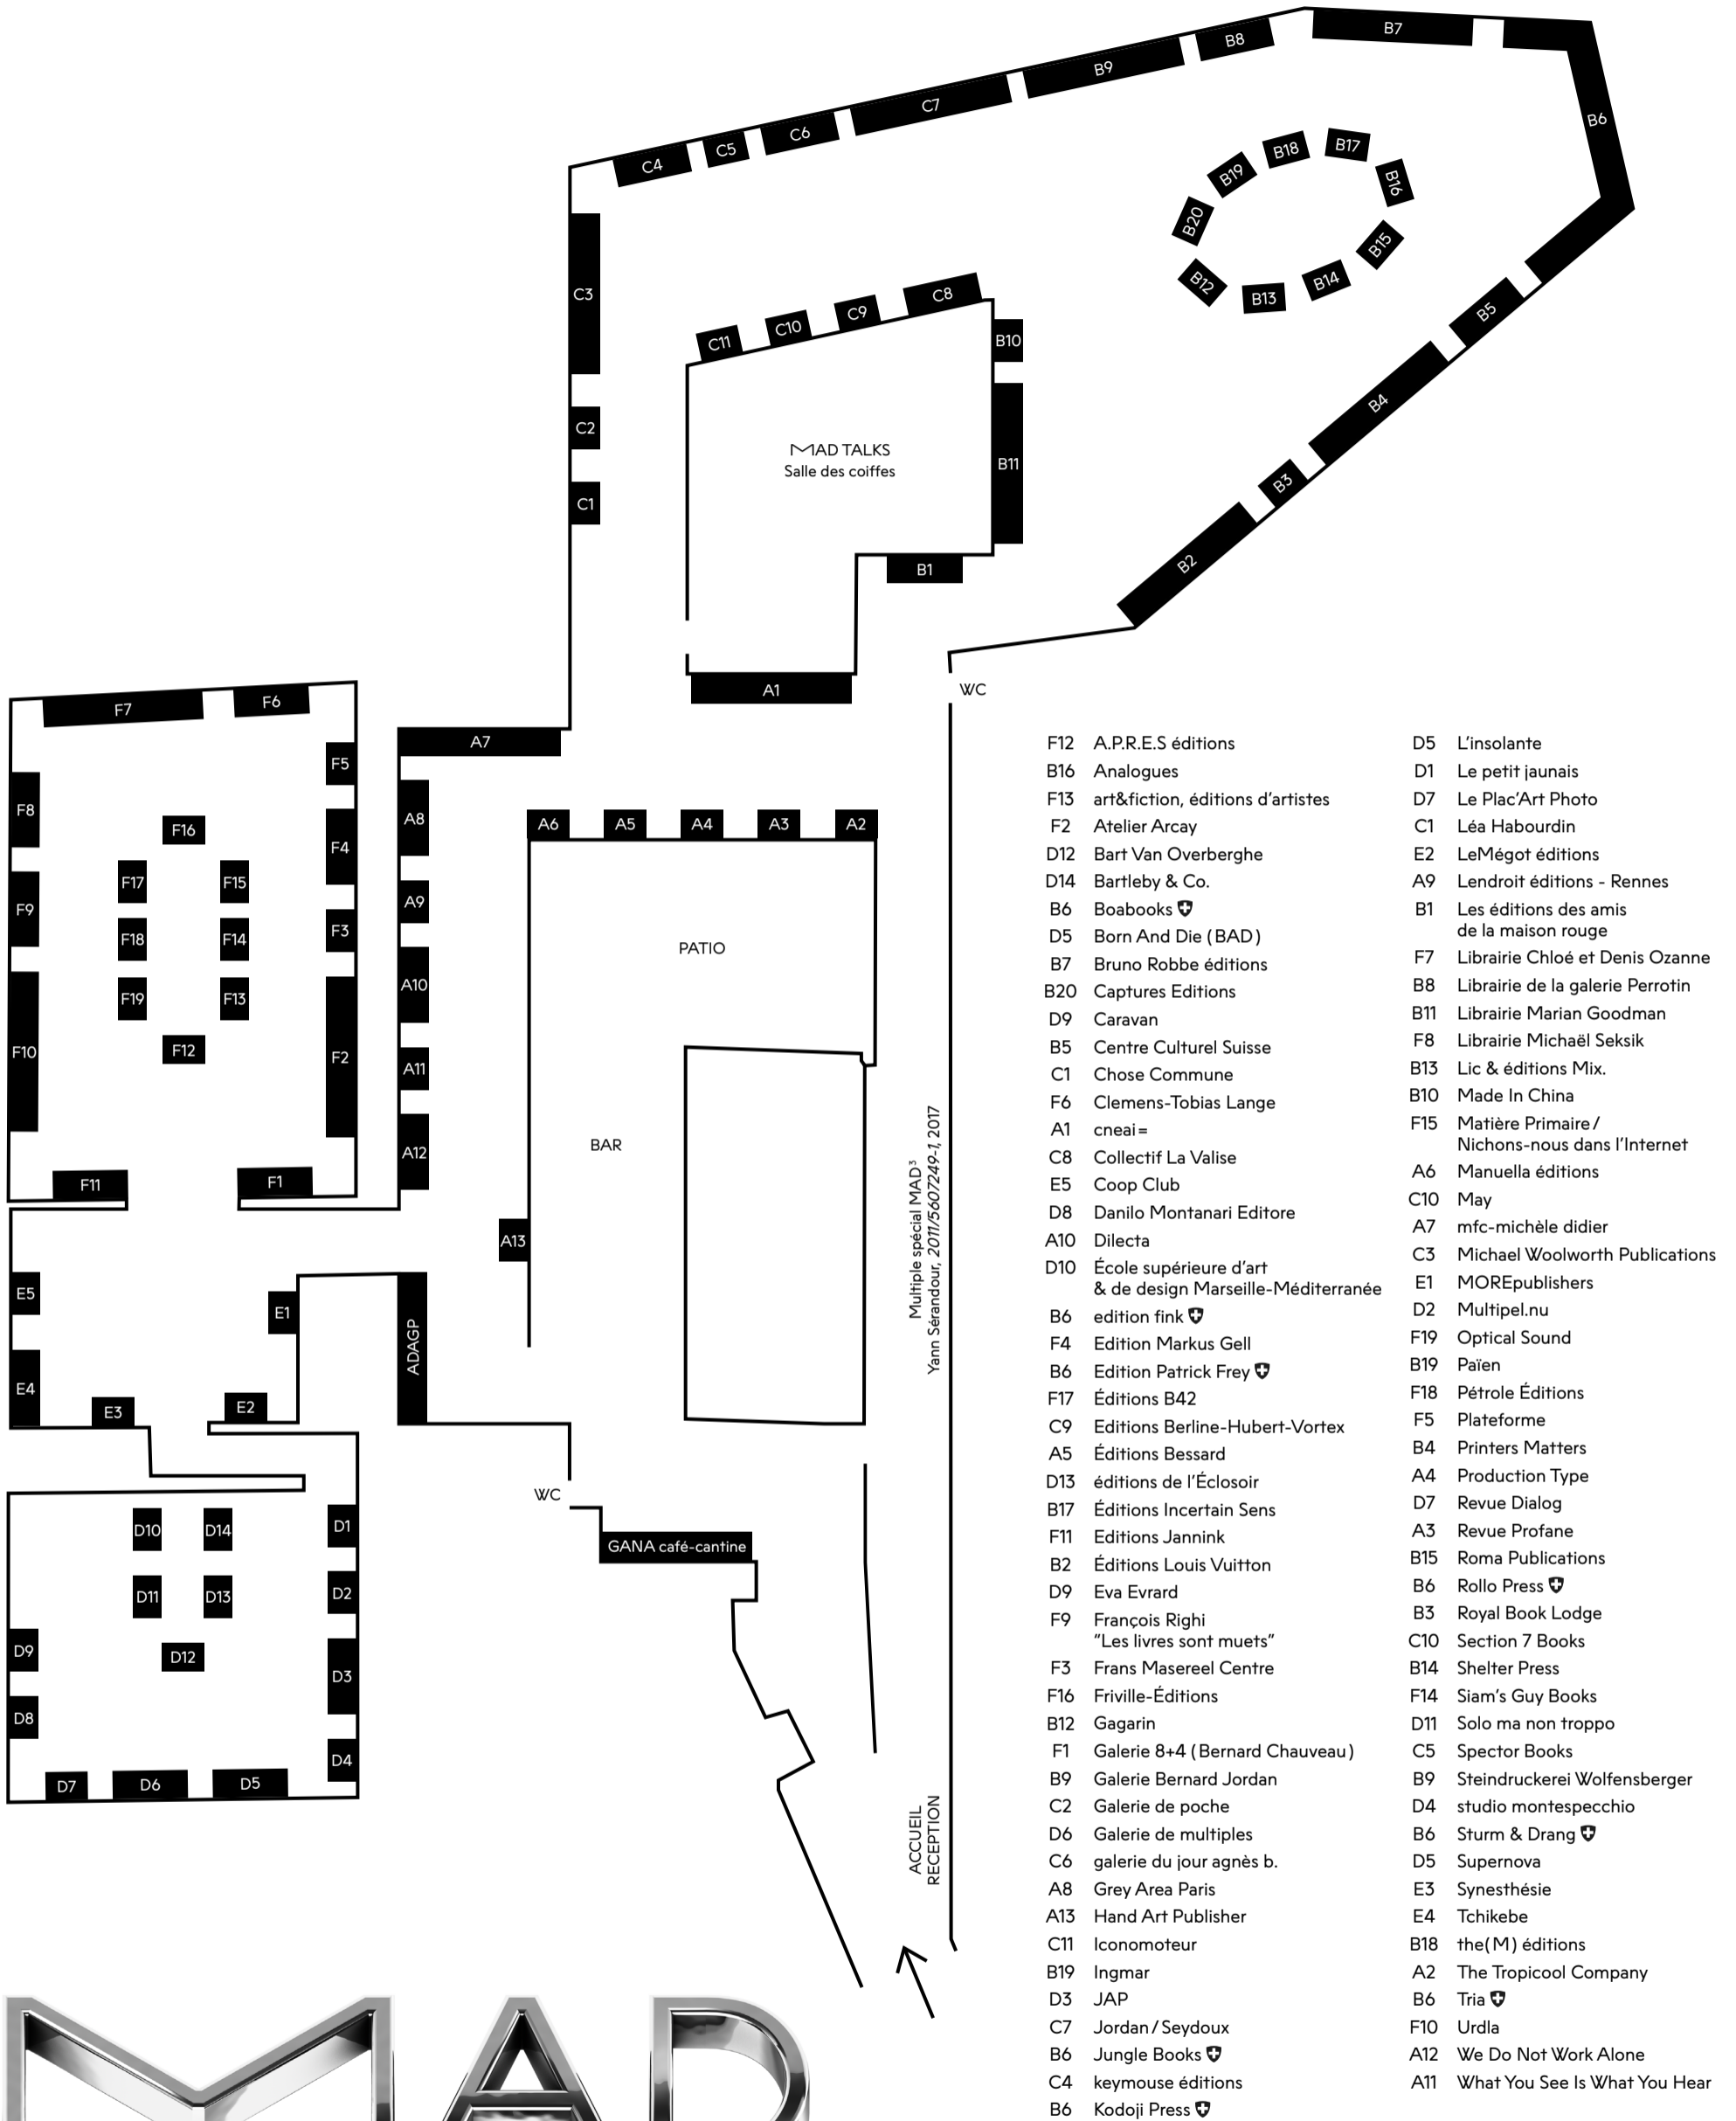 B7
B8
B9
C7
C6
C5
C4
B6
B17
B18
B19
B16
B20
B15
B14
B12
B13
C3
C8
C9
C10
C11
B10
B5
C2
B4
MAD TALKS
Salle des coiffes
B11
B3
C1
B2
B1
A1
WC
F7
F6
A7
F5
F8
A8
A6
A5
A4
A3
A2
F16
F4
F17
F15
A9
F9
F3
F18
F14
PATIO
A10
F19
F13
F10
F12
F2
A11
BAR
A12
F11
F1
A13
Multiple spécial MAD³
Yann Sérandour, 2011/5607249-1, 2017
E5
E1
ADAGP
E4
E3
E2
WC
GANA café-cantine
D10
D14
D1
D11
D13
D2
D9
D12
D3
D8
D4
D7
D6
D5
ACCUEIL
RECEPTION
F12 A.P.R.E.S éditions
B16 Analogues
F13 art&fiction, éditions d’artistes
F2 Atelier Arcay
D12 Bart Van Overberghe
D14 Bartleby & Co.
B6 Boabooks
D5 Born And Die (BAD)
B7 Bruno Robbe éditions
B20 Captures Editions
D9 Caravan
B5 Centre Culturel Suisse
C1 Chose Commune
F6 Clemens-Tobias Lange
A1 cneai=
C8 Collectif La Valise
E5 Coop Club
D8 Danilo Montanari Editore
A10 Dilecta
D10 École supérieure d’art
& de design Marseille-Méditerranée
B6 edition fink
F4 Edition Markus Gell
B6 Edition Patrick Frey
F17 Éditions B42
C9 Editions Berline-Hubert-Vortex
A5 Éditions Bessard
D13 éditions de l’Éclosoir
B17 Éditions Incertain Sens
F11 Editions Jannink
B2 Éditions Louis Vuitton
D9 Eva Evrard
F9 François Righi
“Les livres sont muets”
F3 Frans Masereel Centre
F16 Friville-Éditions
B12 Gagarin
F1 Galerie 8+4 (Bernard Chauveau)
B9 Galerie Bernard Jordan
C2 Galerie de poche
D6 Galerie de multiples
C6 galerie du jour agnès b.
A8 Grey Area Paris
A13 Hand Art Publisher
C11 Iconomoteur
B19 Ingmar
D3 JAP
C7 Jordan/Seydoux
B6 Jungle Books
C4 keymouse éditions
B6 Kodoji Press
D5 L’insolante
D1 Le petit jaunais
D7 Le Plac’Art Photo
C1 Léa Habourdin
E2 LeMégot éditions
A9 Lendroit éditions - Rennes
B1 Les éditions des amis
de la maison rouge
F7 Librairie Chloé et Denis Ozanne
B8 Librairie de la galerie Perrotin
B11 Librairie Marian Goodman
F8 Librairie Michaël Seksik
B13 Lic & éditions Mix.
B10 Made In China
F15 Matière Primaire/
Nichons-nous dans l’Internet
A6 Manuella éditions
C10 May
A7 mfc-michèle didier
C3 Michael Woolworth Publications
E1 MOREpublishers
D2 Multipel.nu
F19 Optical Sound
B19 Païen
F18 Pétrole Éditions
F5 Plateforme
B4 Printers Matters
A4 Production Type
D7 Revue Dialog
A3 Revue Profane
B15 Roma Publications
B6 Rollo Press
B3 Royal Book Lodge
C10 Section 7 Books
B14 Shelter Press
F14 Siam’s Guy Books
D11 Solo ma non troppo
C5 Spector Books
B9 Steindruckerei Wolfensberger
D4 studio montespecchio
B6 Sturm & Drang
D5 Supernova
E3 Synesthésie
E4 Tchikebe
B18 the(M) éditions
A2 The Tropicool Company
B6 Tria
F10 Urdla
A12 We Do Not Work Alone
A11 What You See Is What You Hear
MAD